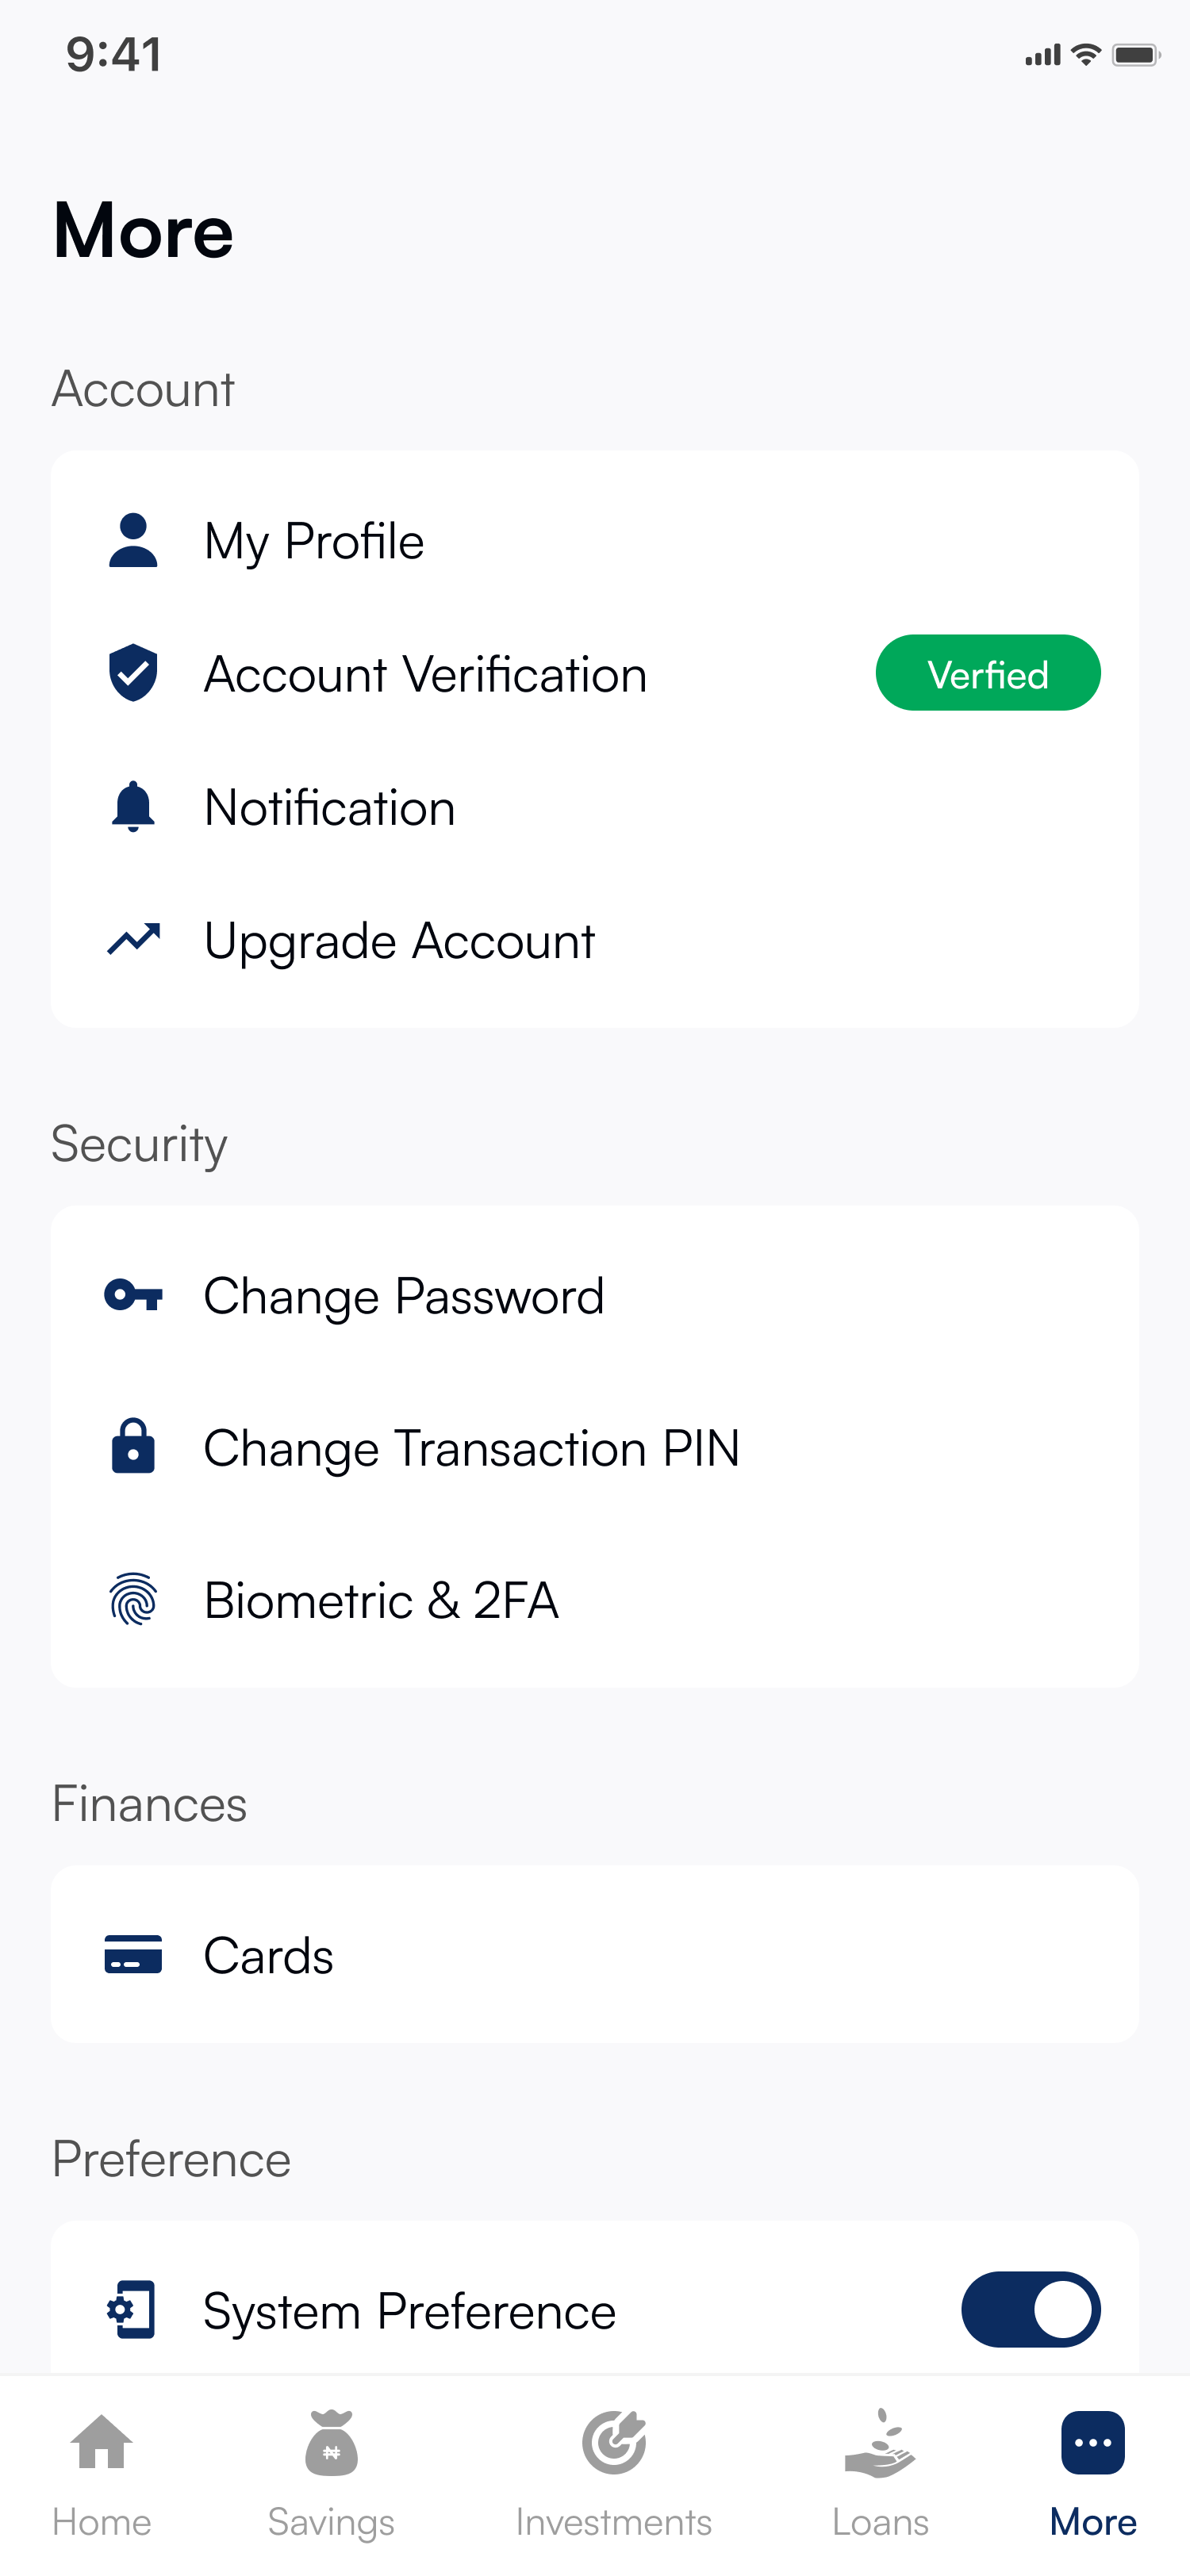 9:41
More
Account
My Profile
Account Verification
Verfied
Notification
Upgrade Account
Security
Change Password
Change Transaction PIN
Biometric & 2FA
Finances
Cards
Preference
System Preference
₦
Home
Savings
Investments
Loans
More